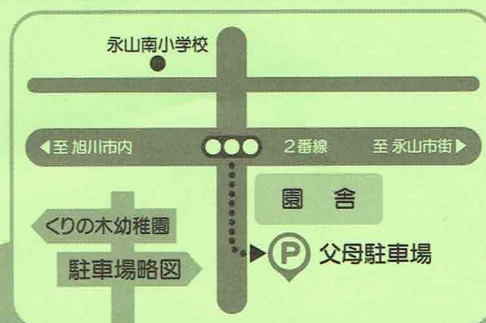 永山南小学校
◀至 旭川市内
2番線
至 永山市街▶
園 舎
くりの木幼稚園
駐車場略図
P 父母駐車場